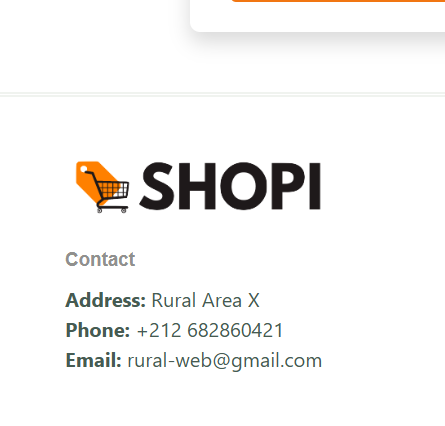 SHOPI
Contact
Address: Rural Area X
Phone: +212 682860421
Email: rural-web@gmail.com